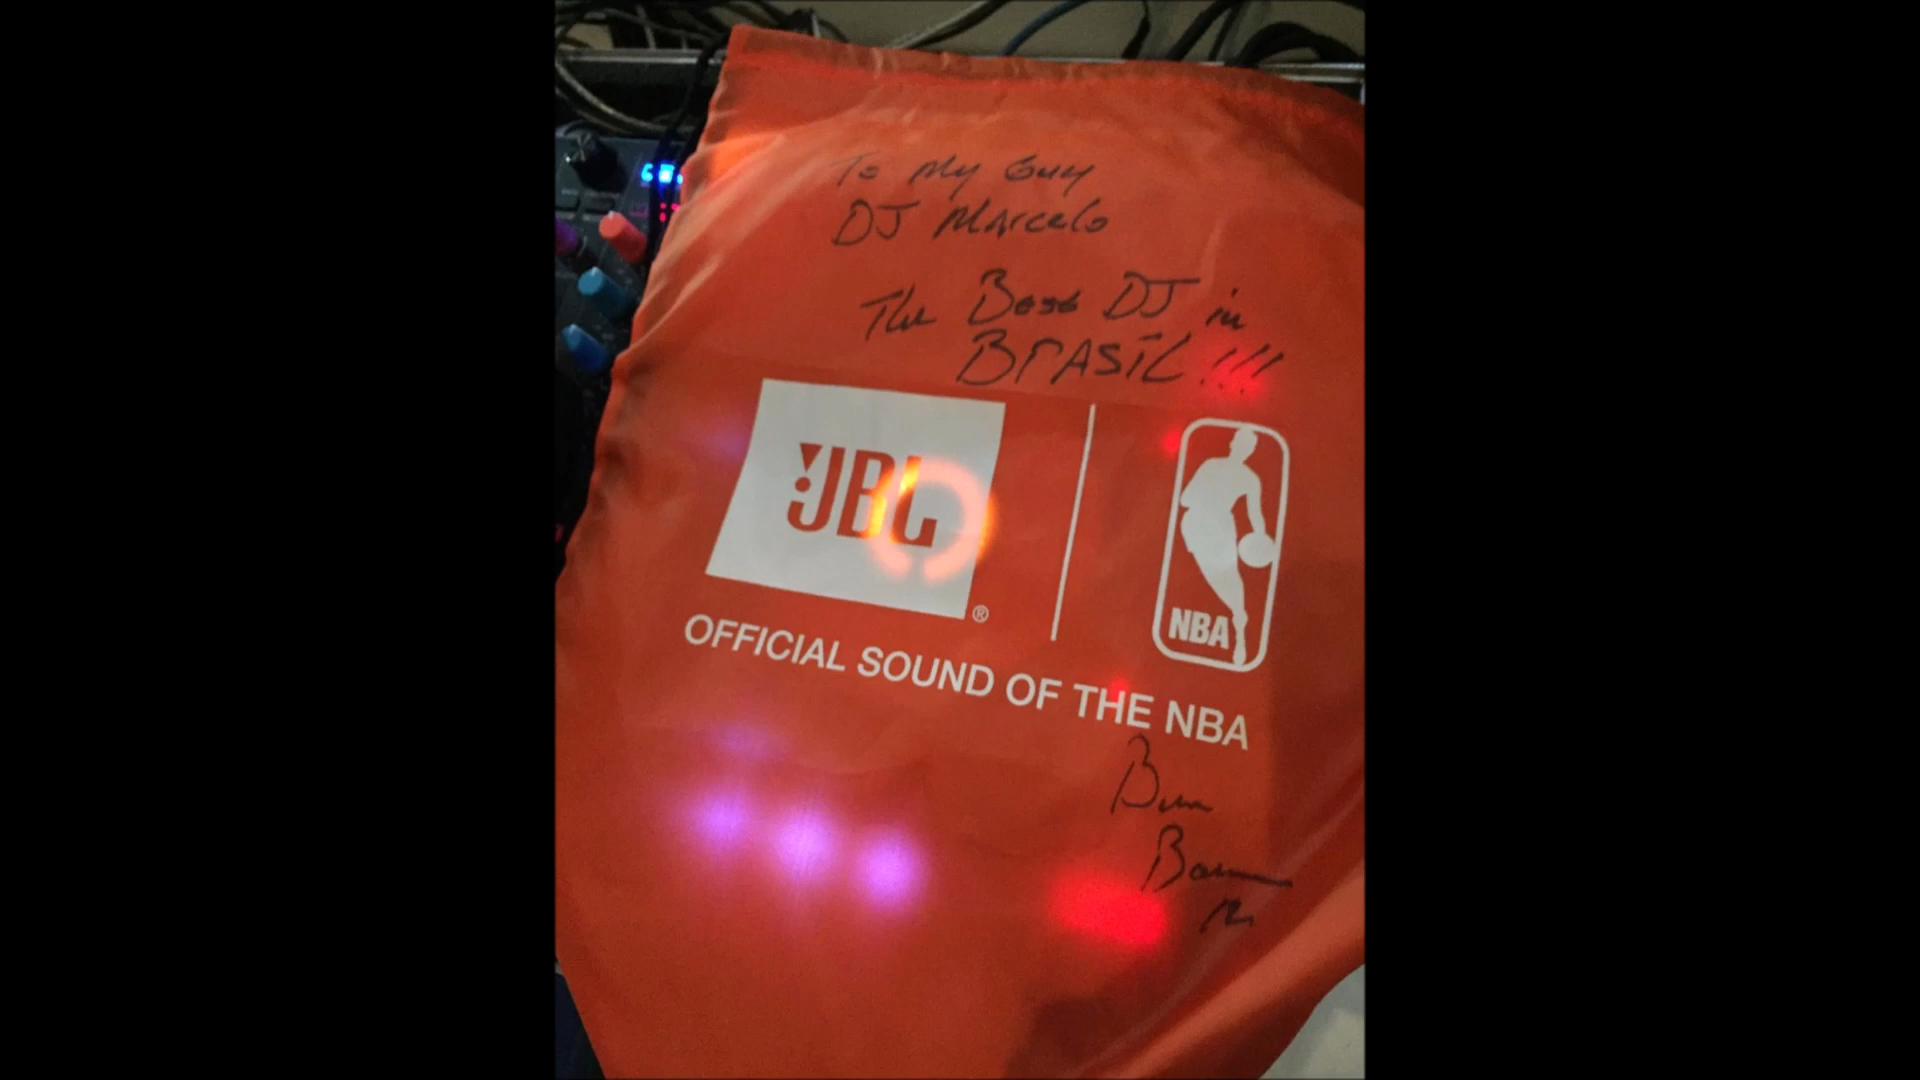 To My Guy
DJ Marcelo
The Best DJ in
BrASiL!!!
JBL
®
NBA
OFFICIAL SOUND OF THE NBA